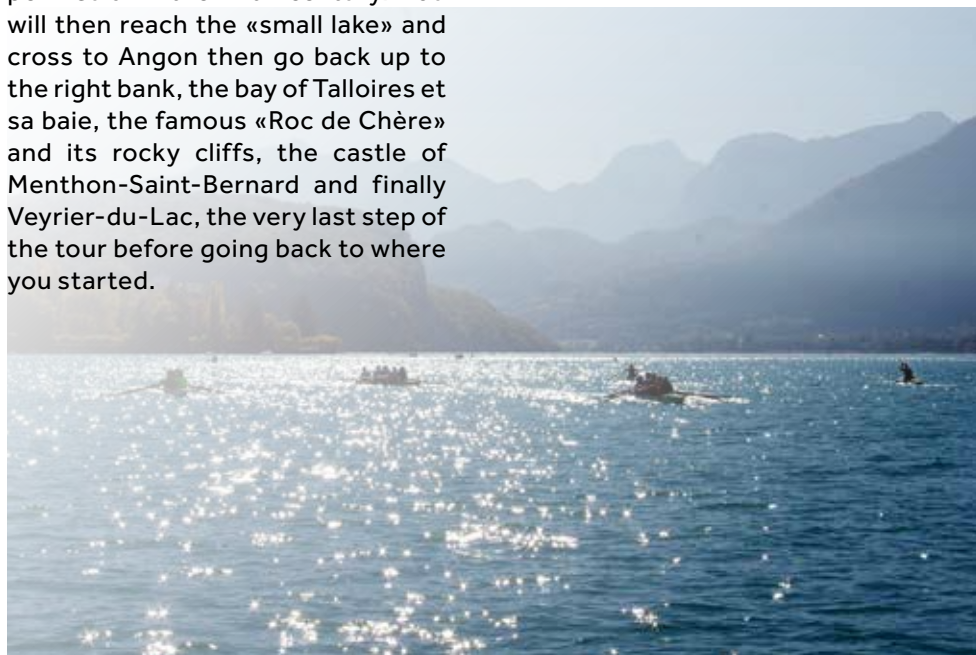 will then reach the «small lake» and
cross to Angon then go back up to
the right bank, the bay of Talloires et
sa baie, the famous «Roc de Chère»
and its rocky cliffs, the castle of
Menthon-Saint-Bernard and finally
Veyrier-du-Lac, the very last step of
the tour before going back to where
you started.